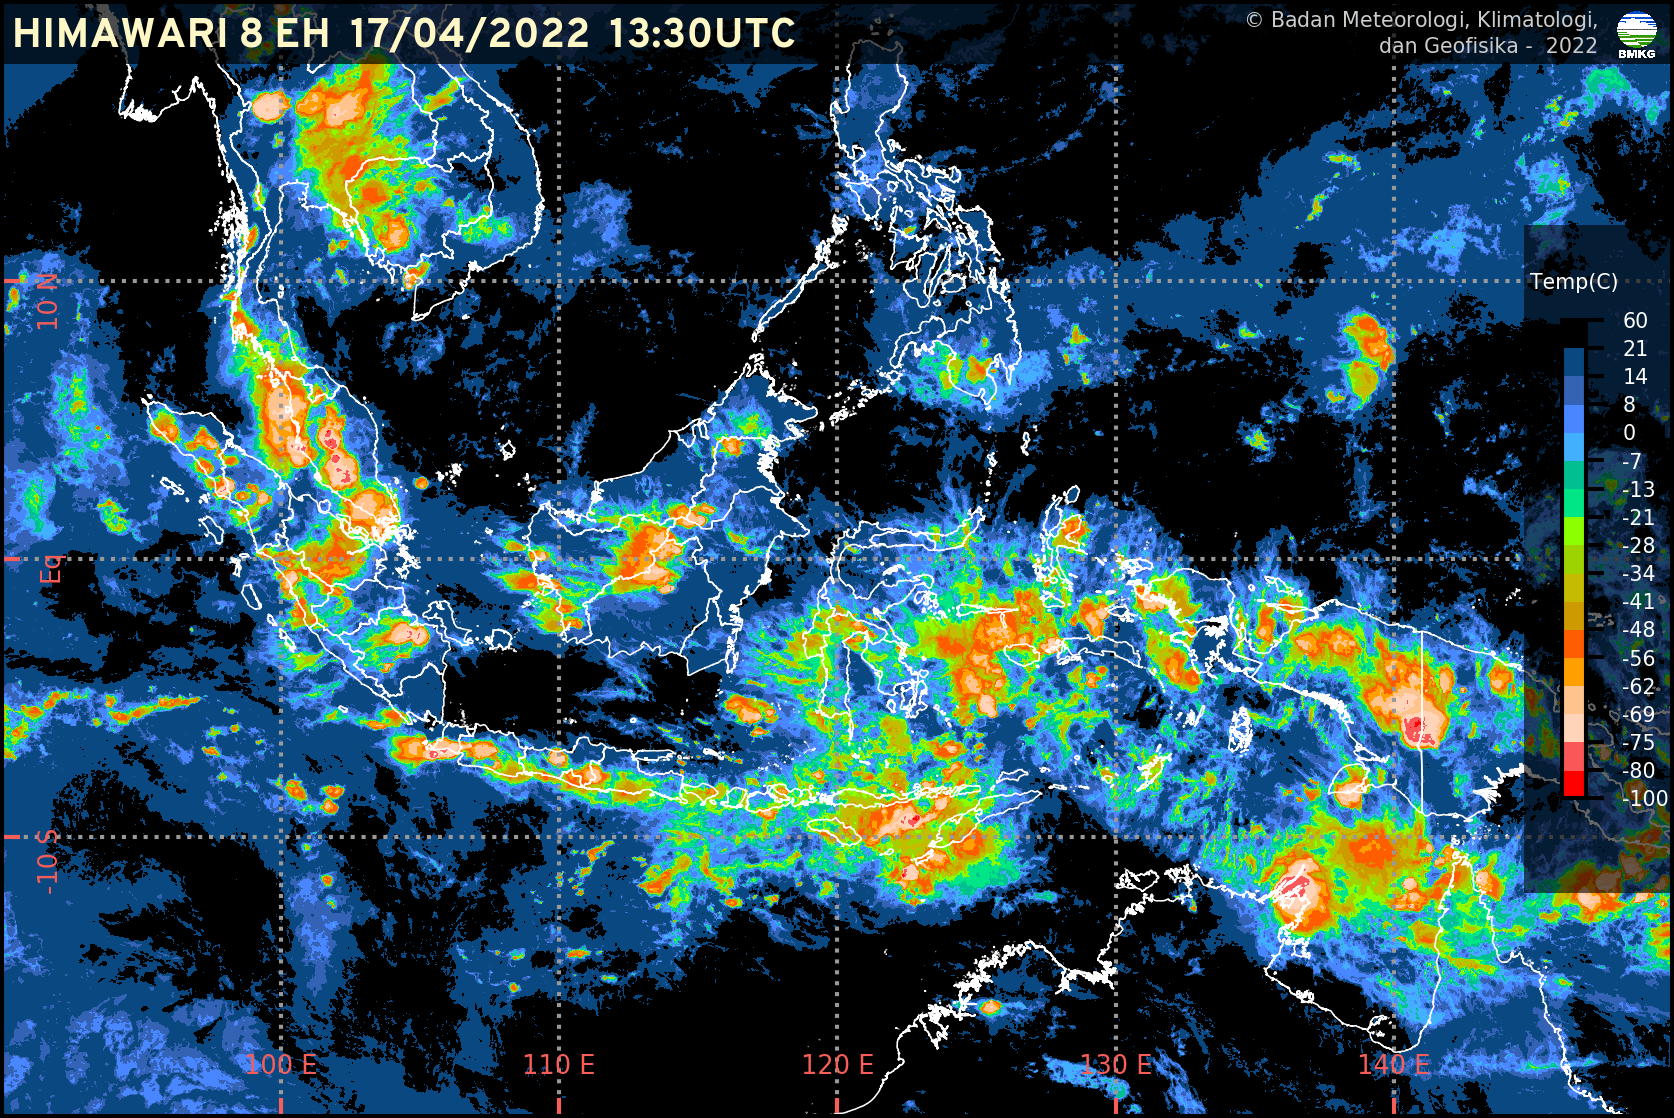 HIMAWARI 8 EH 17/04/2022 13:30UTC
© Badan Meteorologi, Klimatologi,
dan Geofisika - 2022
BMKG
10 N
Eq
-10 S
Temp(C)
60
21
14
8
0
-7
-13
-21
-28
-34
-41
-48
-56
-62
-69
-75
-80
-100
100 E
110 E
120 E
130 E
140 E